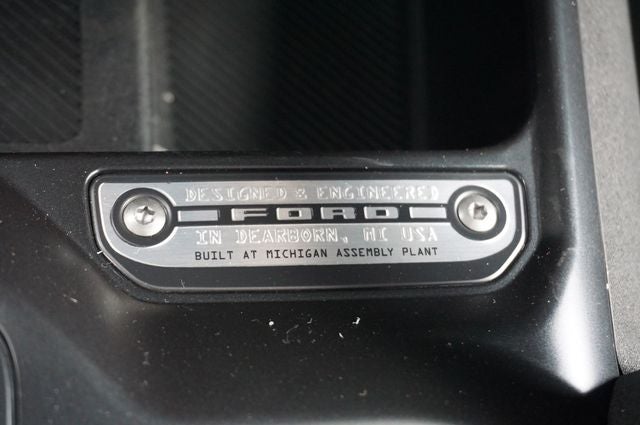 DESIGNED & ENGINEERED
FORD
IN DEARBORN, MI USA
BUILT AT MICHIGAN ASSEMBLY PLANT